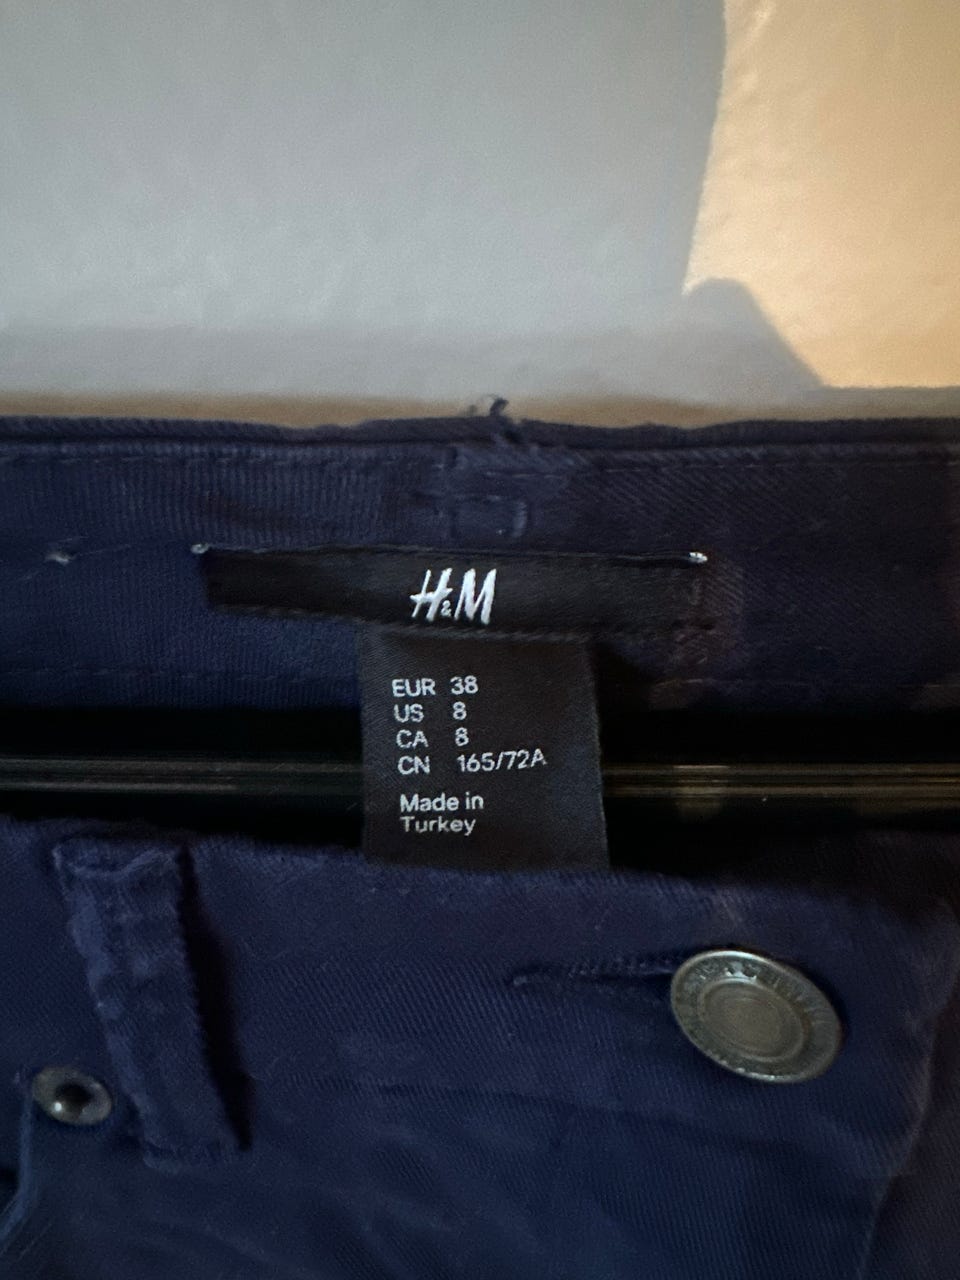 H&M
EUR 38
US 8
CA 8
CN 165/72A
Made in
Turkey